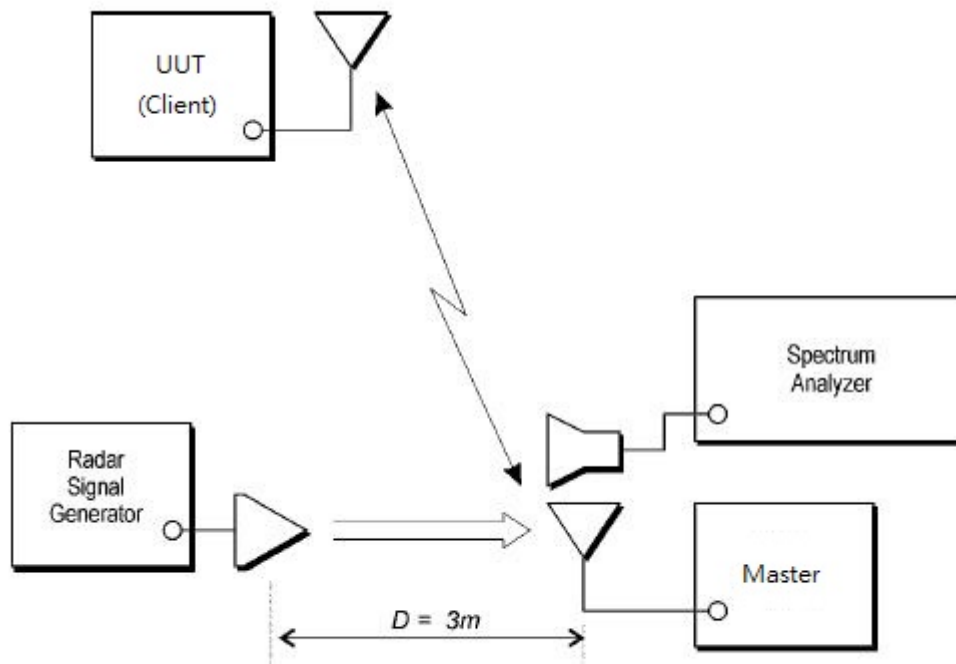 UUT
(Client)
Spectrum
Analyzer
Radar
Signal
Generator
Master
D = 3m